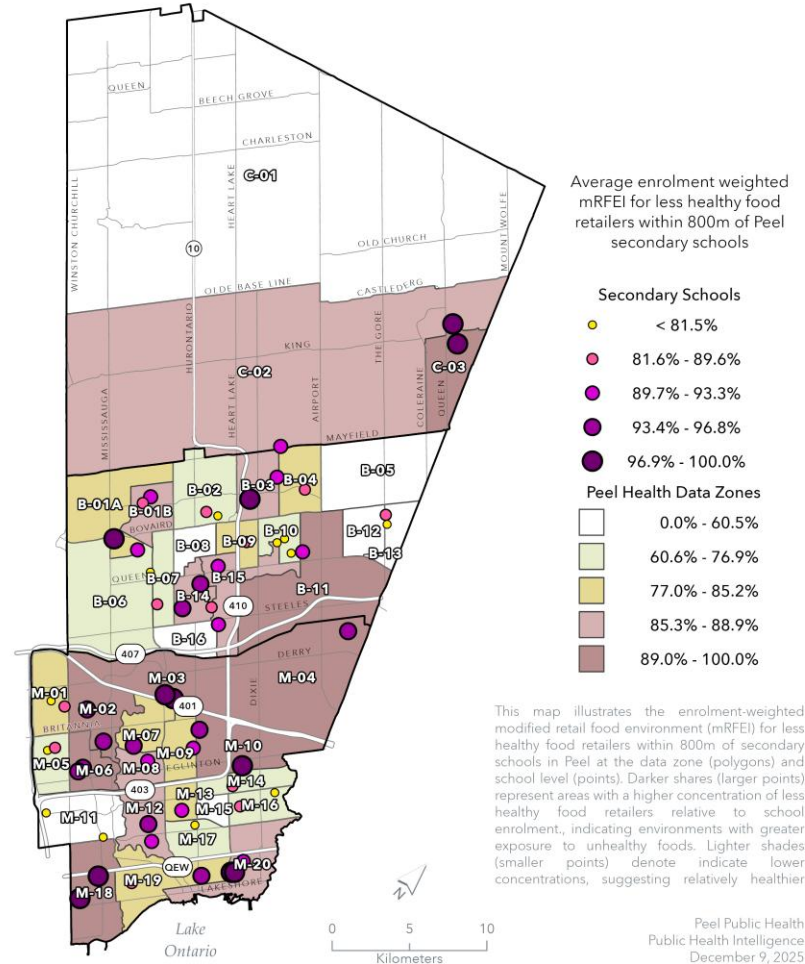 QUEEN
BEECH GROVE
CHARLESTON
C-01
WINSTON CHURCHILL
HEART LAKE
MOUNT WOLFE
OLD CHURCH
10
OLDE BASE LINE
CASTLEDERG
HURONTARIO
THE GORE
KING
C-02
C-03
MISSISSAUGA
HEART LAKE
AIRPORT
COLERAINE
QUEEN
MAYFIELD
B-01A
B-01B
B-02
B-03
B-04
B-05
BOVAIRD
B-08
B-09
B-10
B-12
B-13
QUEEN
B-07
B-15
B-06
B-14
B-11
410
STEELES
B-16
407
DERRY
M-01
M-03
M-04
M-02
401
DIXIE
BRITANNIA
M-07
M-09
M-10
M-05
M-06
M-08
EGLINTON
403
M-14
M-13
M-11
M-12
M-15
M-16
M-17
QEW
M-20
M-18
M-19
LAKESHORE
Lake
Ontario
N
0 5 10
Kilometers
Average enrolment weighted
mRFEI for less healthy food
retailers within 800m of Peel
secondary schools
Secondary Schools
< 81.5%
81.6% - 89.6%
89.7% - 93.3%
93.4% - 96.8%
96.9% - 100.0%
Peel Health Data Zones
0.0% - 60.5%
60.6% - 76.9%
77.0% - 85.2%
85.3% - 88.9%
89.0% - 100.0%
This map illustrates the enrolment-weighted
modified retail food environment (mRFEI) for less
healthy food retailers within 800m of secondary
schools in Peel at the data zone (polygons) and
school level (points). Darker shares (larger points)
represent areas with a higher concentration of less
healthy food retailers relative to school
enrolment., indicating environments with greater
exposure to unhealthy foods. Lighter shades
(smaller points) denote indicate lower
concentrations, suggesting relatively healthier
Peel Public Health
Public Health Intelligence
December 9, 2025